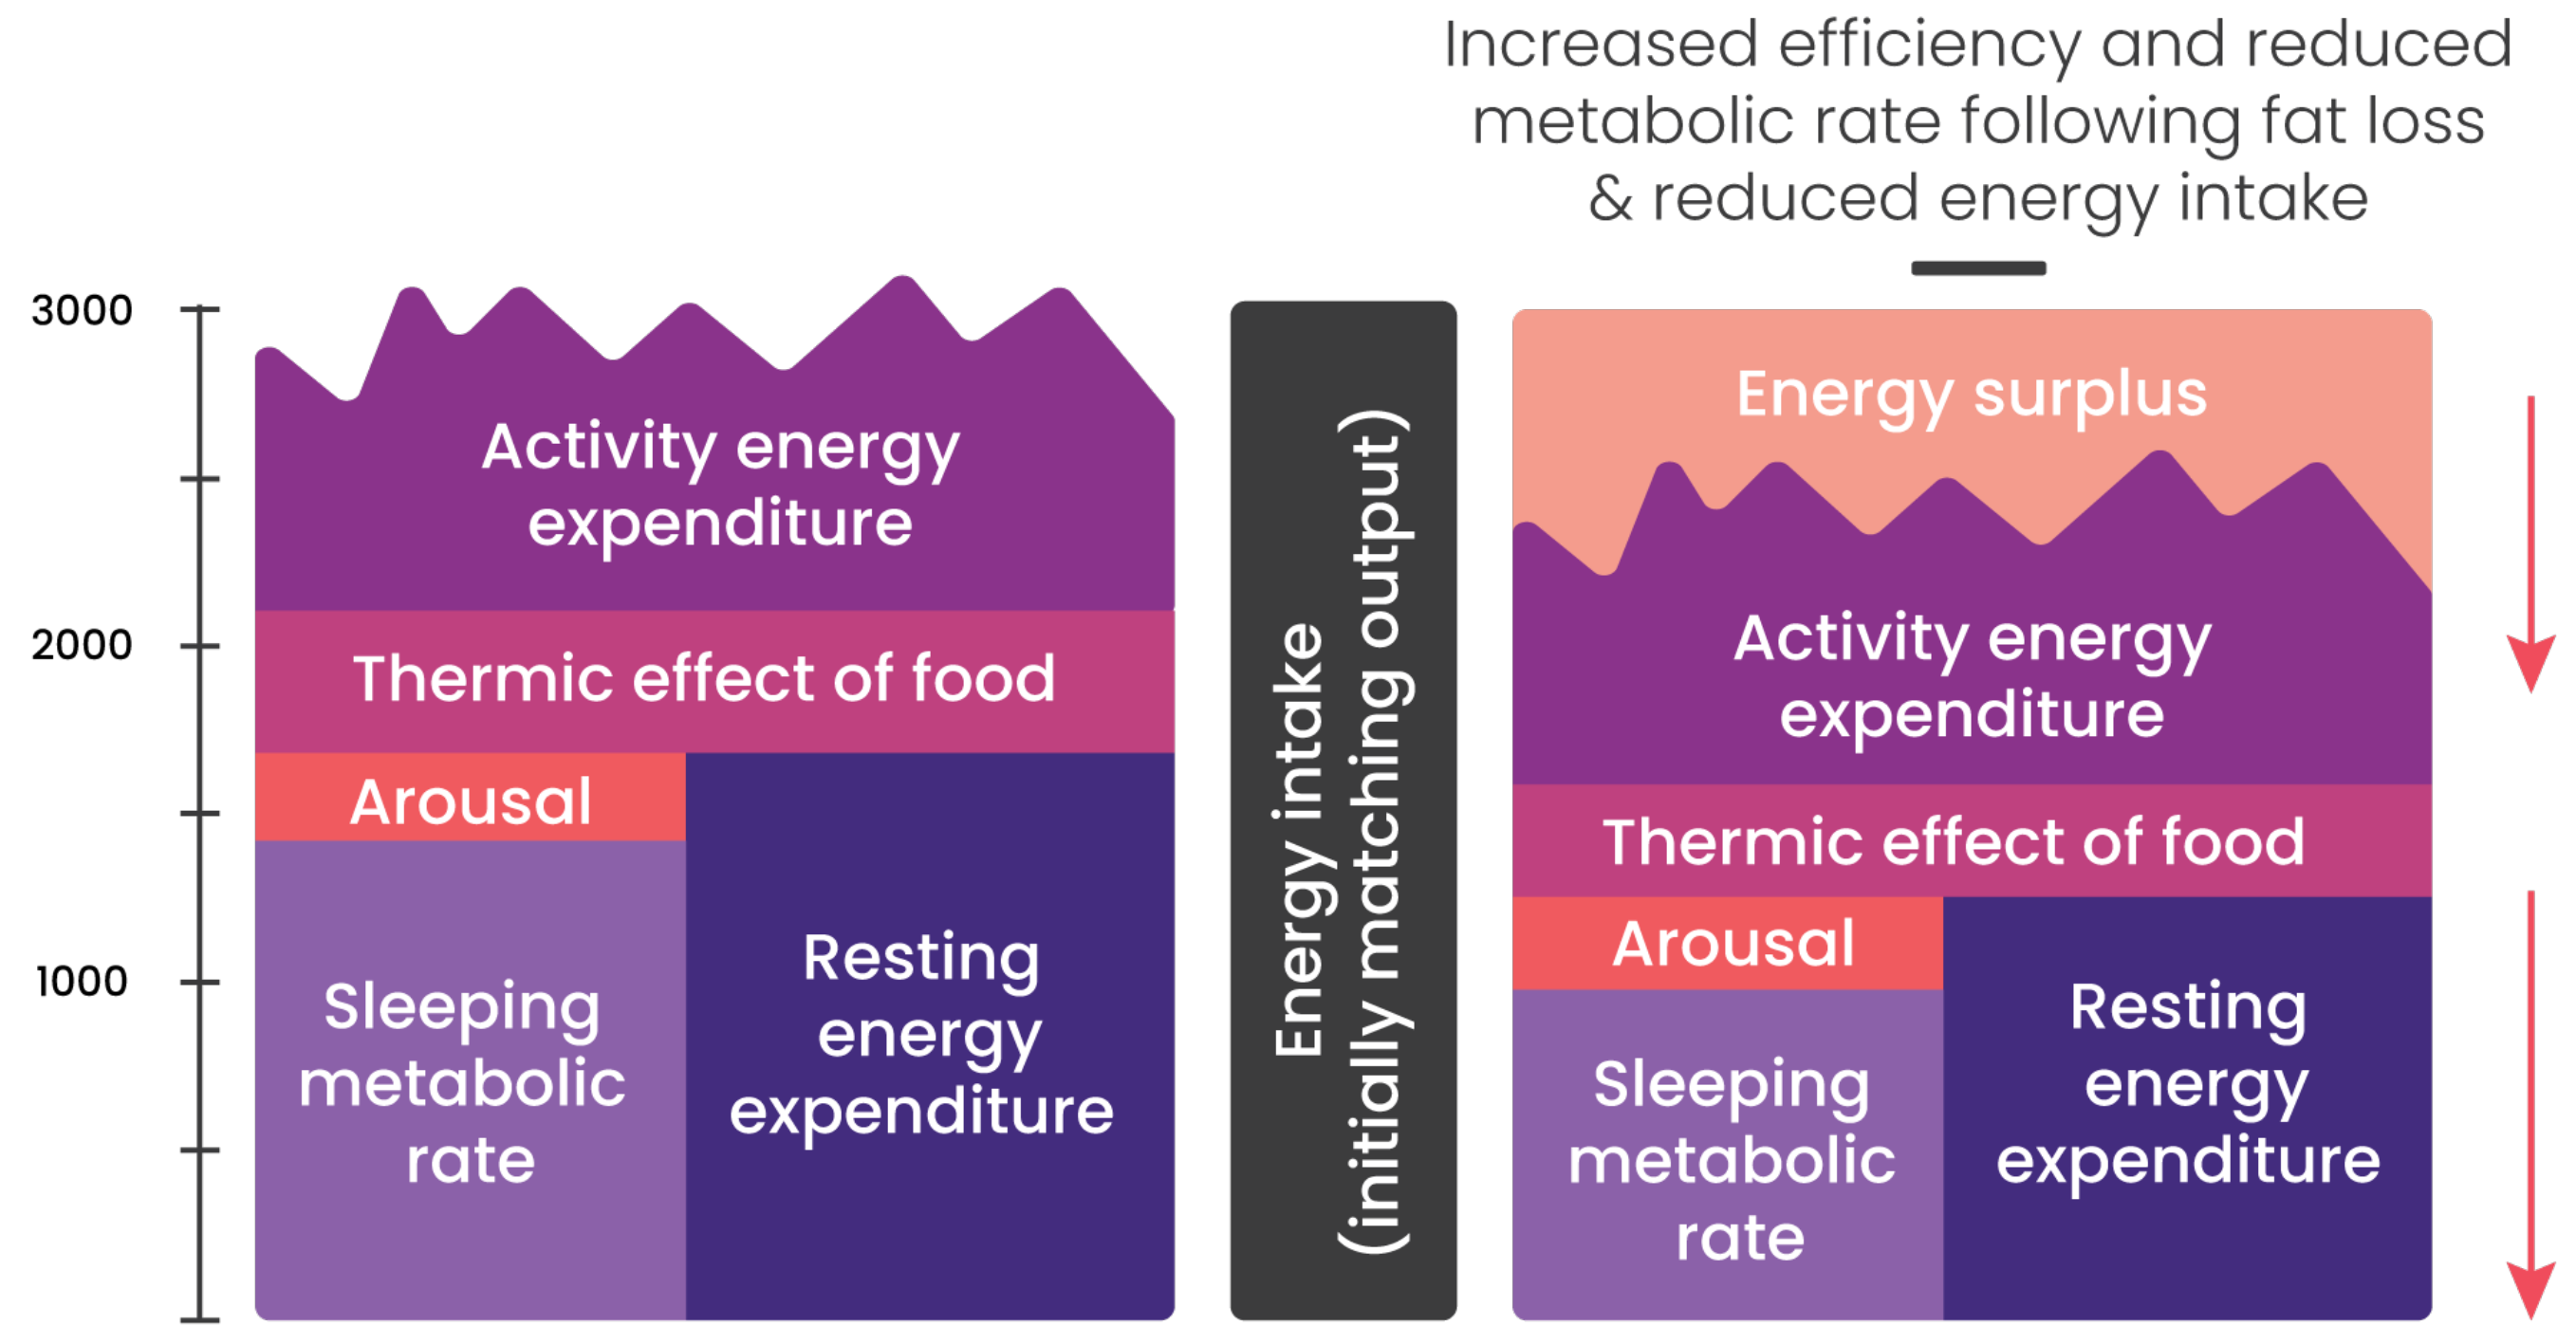 Increased efficiency and reduced
metabolic rate following fat loss
& reduced energy intake
3000
2000
1000
Activity energy
expenditure
Thermic effect of food
Arousal
Sleeping
metabolic
rate
Resting
energy
expenditure
Energy intake
(initially matching output)
Energy surplus
Activity energy
expenditure
Thermic effect of food
Arousal
Sleeping
metabolic
rate
Resting
energy
expenditure